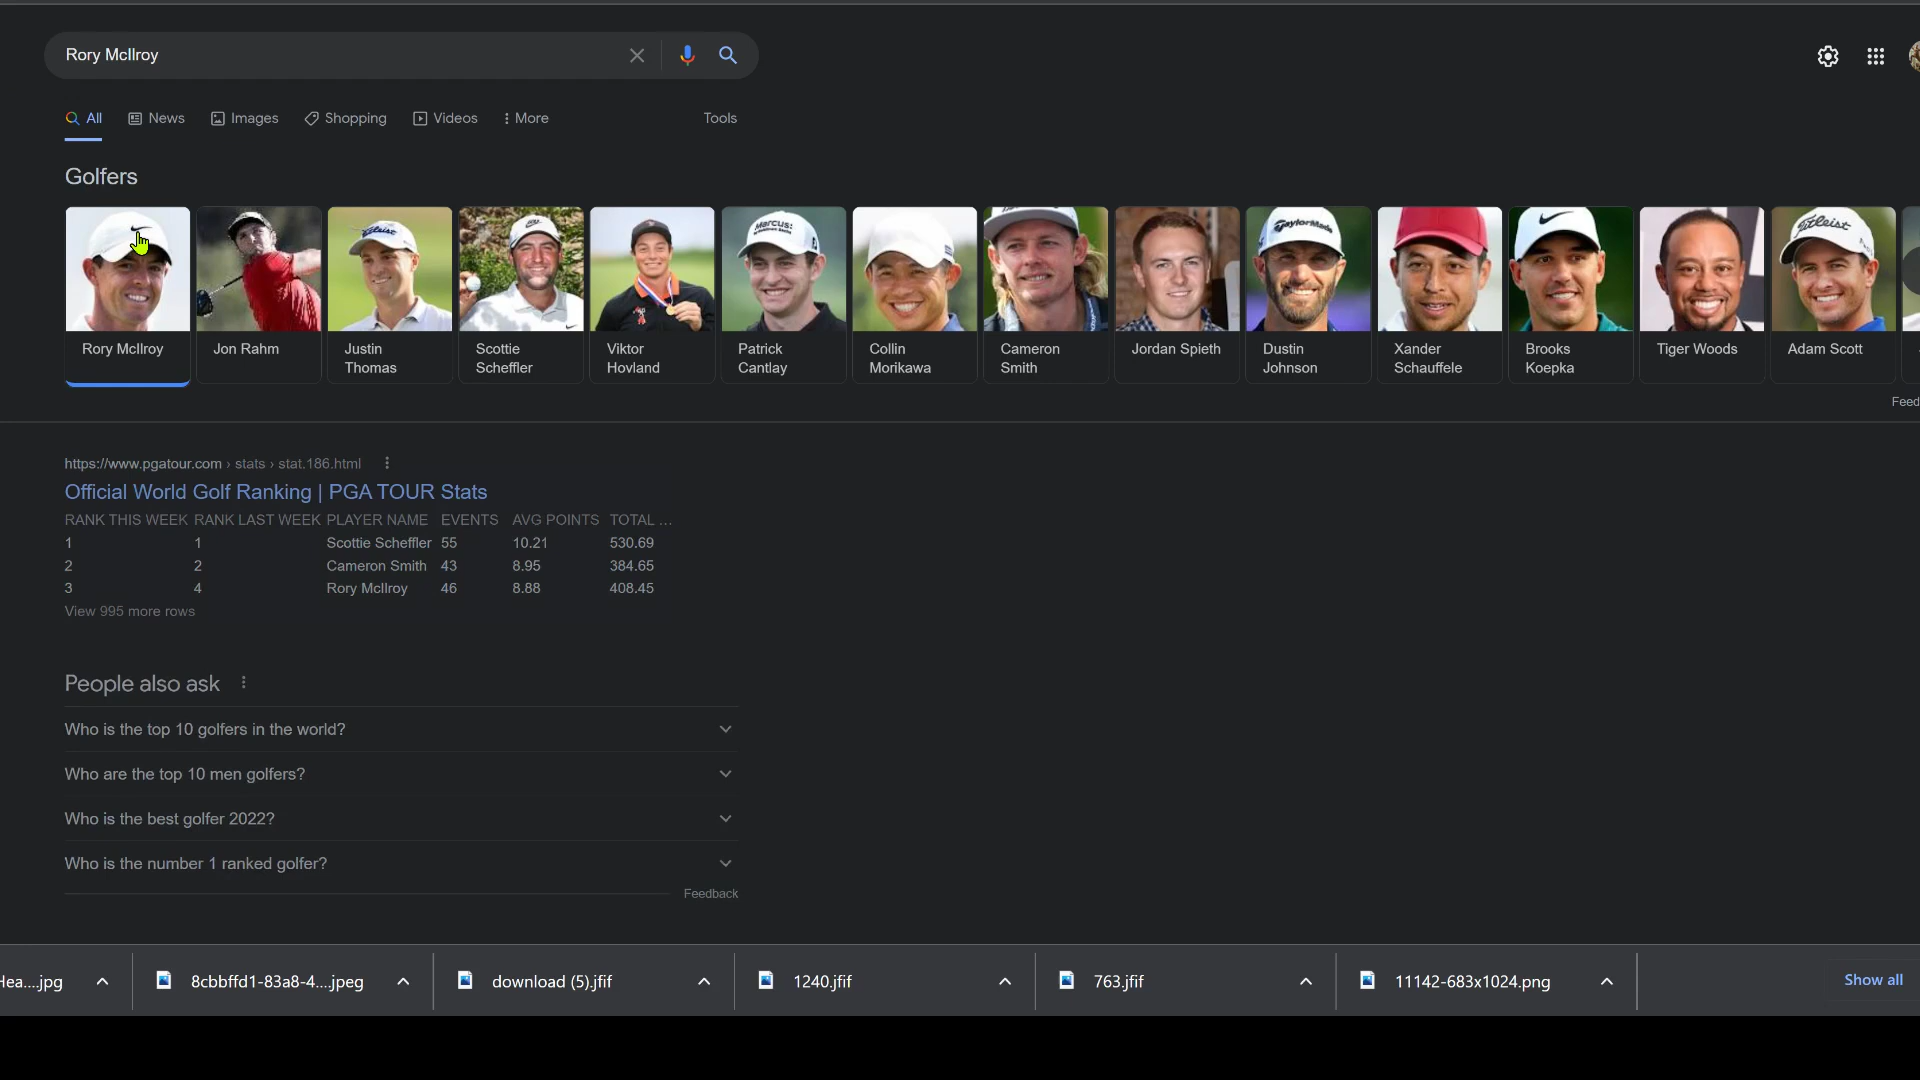 Rory McIlroy
All News Images Shopping Videos More Tools
Golfers
Marcus:
Titleist
TaylorMade
Titleist
Rory McIlroy
Jon Rahm
Justin
Thomas
Scottie
Scheffler
Viktor
Hovland
Patrick
Cantlay
Collin
Morikawa
Cameron
Smith
Jordan Spieth
Dustin
Johnson
Xander
Schauffele
Brooks
Koepka
Tiger Woods
Adam Scott
Feed
https://www.pgatour.com › stats › stat.186.html
Official World Golf Ranking | PGA TOUR Stats
RANK THIS WEEK RANK LAST WEEK PLAYER NAME EVENTS AVG POINTS TOTAL ...
1 1 Scottie Scheffler 55 10.21 530.69
2 2 Cameron Smith 43 8.95 384.65
3 4 Rory McIlroy 46 8.88 408.45
View 995 more rows
People also ask
Who is the top 10 golfers in the world?
Who are the top 10 men golfers?
Who is the best golfer 2022?
Who is the number 1 ranked golfer?
Feedback
Hea....jpg 8cbbffd1-83a8-4....jpeg download (5).jfif 1240.jfif 763.jfif 11142-683x1024.png Show all